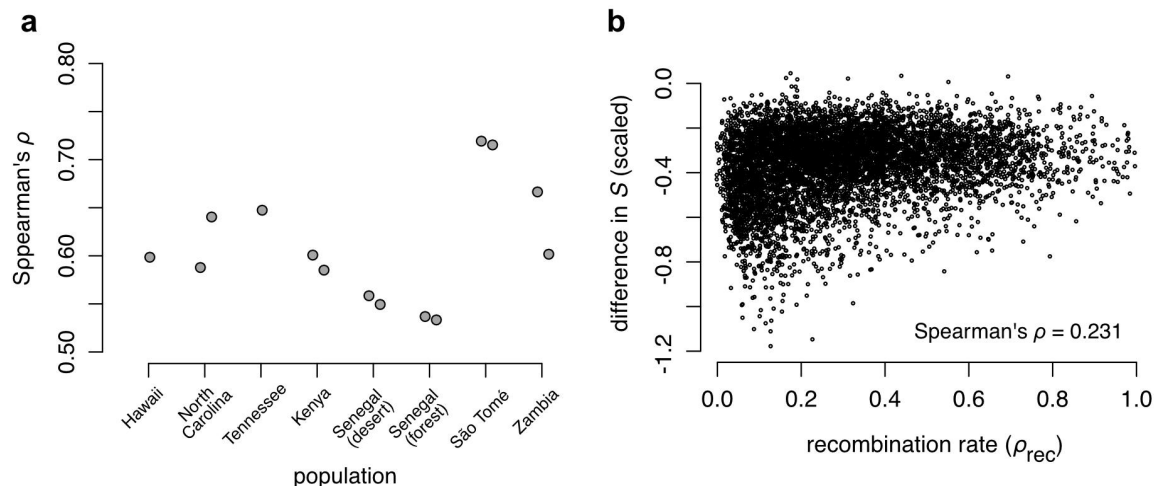 a
Sppearman's ρ
0.80
0.70
0.60
0.50
Hawaii
North
Carolina
Tennessee
Kenya
Senegal
(desert)
Senegal
(forest)
São Tomé
Zambia
population
b
difference in S (scaled)
0.0
-0.4
-0.8
-1.2
Spearman's ρ = 0.231
0.0 0.2 0.4 0.6 0.8 1.0
recombination rate (ρrec)